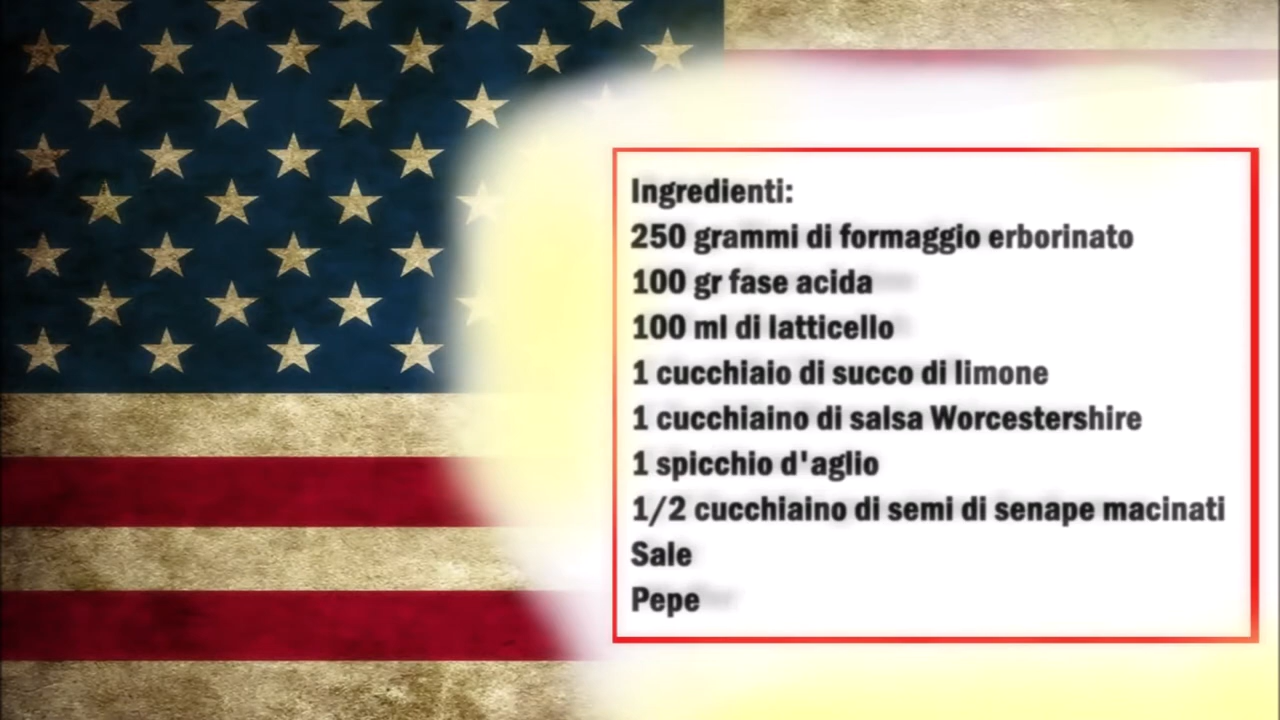 Ingredienti:
250 grammi di formaggio erborinato
100 gr fase acida
100 ml di latticello
1 cucchiaio di succo di limone
1 cucchiaino di salsa Worcestershire
1 spicchio d'aglio
1/2 cucchiaino di semi di senape macinati
Sale
Pepe